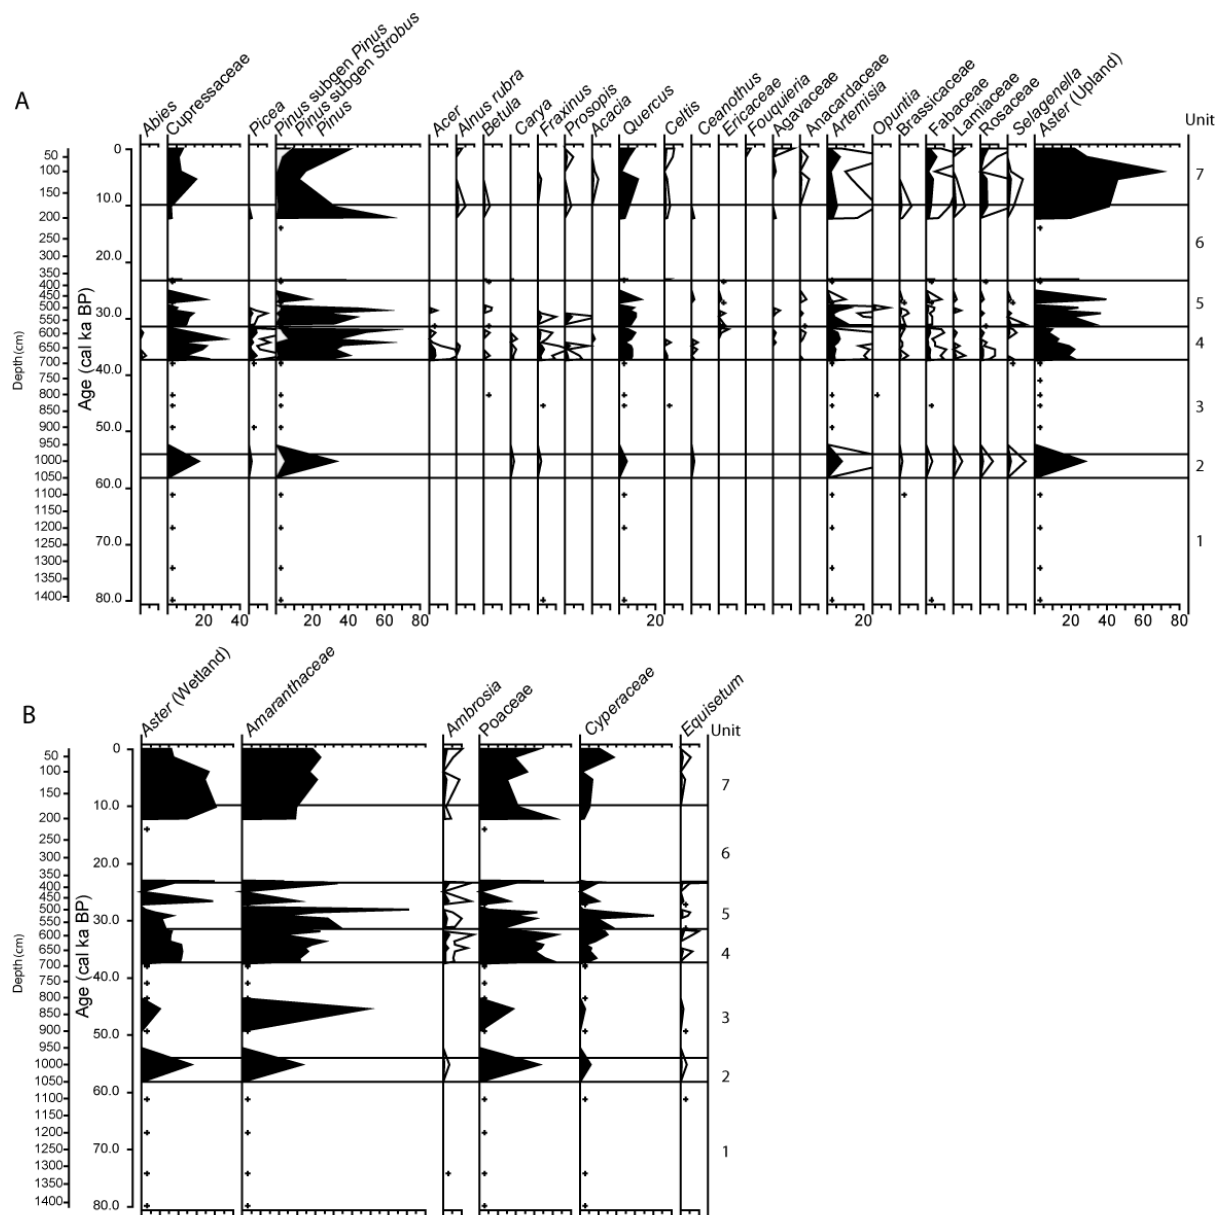 A
Abies
Cupressaceae
Picea
Pinus subgen Pinus
Pinus subgen Strobus
Pinus
Acer
Alnus rubra
Betula
Carya
Fraxinus
Prosopis
Acacia
Quercus
Celtis
Ceanothus
Ericaceae
Fouquieria
Agavaceae
Anacardaceae
Artemisia
Opuntia
Brassicaceae
Fabaceae
Lamiaceae
Rosaceae
Selagenella
Aster (Upland)
Unit
Depth(cm)
50
100
150
200
250
300
350
400
450
500
550
600
650
700
750
800
850
900
950
1000
1050
1100
1200
1300
1350
1400
Age (cal ka BP)
0
10.0
20.0
30.0
40.0
50.0
60.0
70.0
80.0
7
6
5
4
3
2
1
20 40 20 40 60 80 20 20 20 40 60 80
B
Aster (Wetland)
Amaranthaceae
Ambrosia
Poaceae
Cyperaceae
Equisetum
Unit
Depth(cm)
50
100
150
200
250
300
350
400
450
500
550
600
650
700
750
800
850
900
950
1000
1050
1100
1200
1300
1350
1400
Age (cal ka BP)
0
10.0
20.0
30.0
40.0
50.0
60.0
70.0
80.0
7
6
5
4
3
2
1